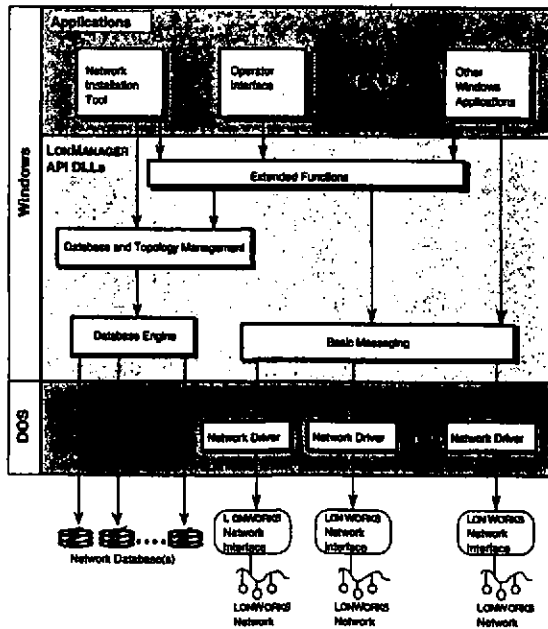 Applications
Network
Installation
Tool
Operator
Interface
Other
Windows
Applications
Windows
LONMANAGER
API DLLs
Extended Functions
Database and Topology Management
Database Engine
Basic Messaging
DOS
Network Driver
Network Driver
Network Driver
LONWORKS
Network
Interface
LONWORKS
Network
Interface
LONWORKS
Network
Interface
Network Database(s)
LONWORKS
Network
LONWORKS
Network
LONWORKS
Network